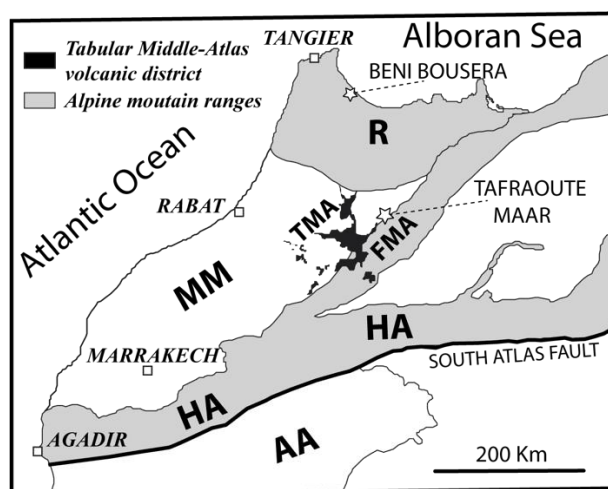 Tabular Middle-Atlas
volcanic district
Alpine moutain ranges
TANGIER
Alboran Sea
BENI BOUSERA
R
Atlantic Ocean
RABAT
TMA
TAFRAOUTE
MAAR
FMA
MM
HA
MARRAKECH
SOUTH ATLAS FAULT
HA
AGADIR
AA
200 Km